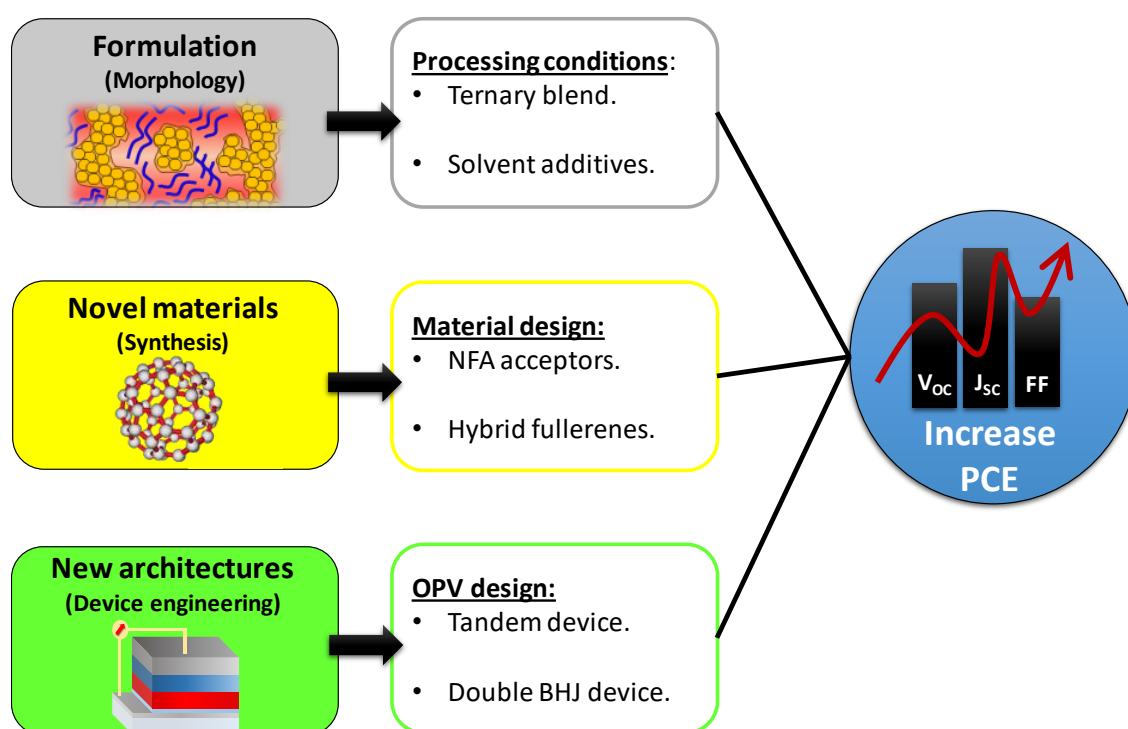 Formulation
(Morphology)
Processing conditions:
• Ternary blend.
• Solvent additives.
Novel materials
(Synthesis)
Material design:
• NFA acceptors.
• Hybrid fullerenes.
New architectures
(Device engineering)
OPV design:
• Tandem device.
• Double BHJ device.
VOC JSC FF
Increase
PCE